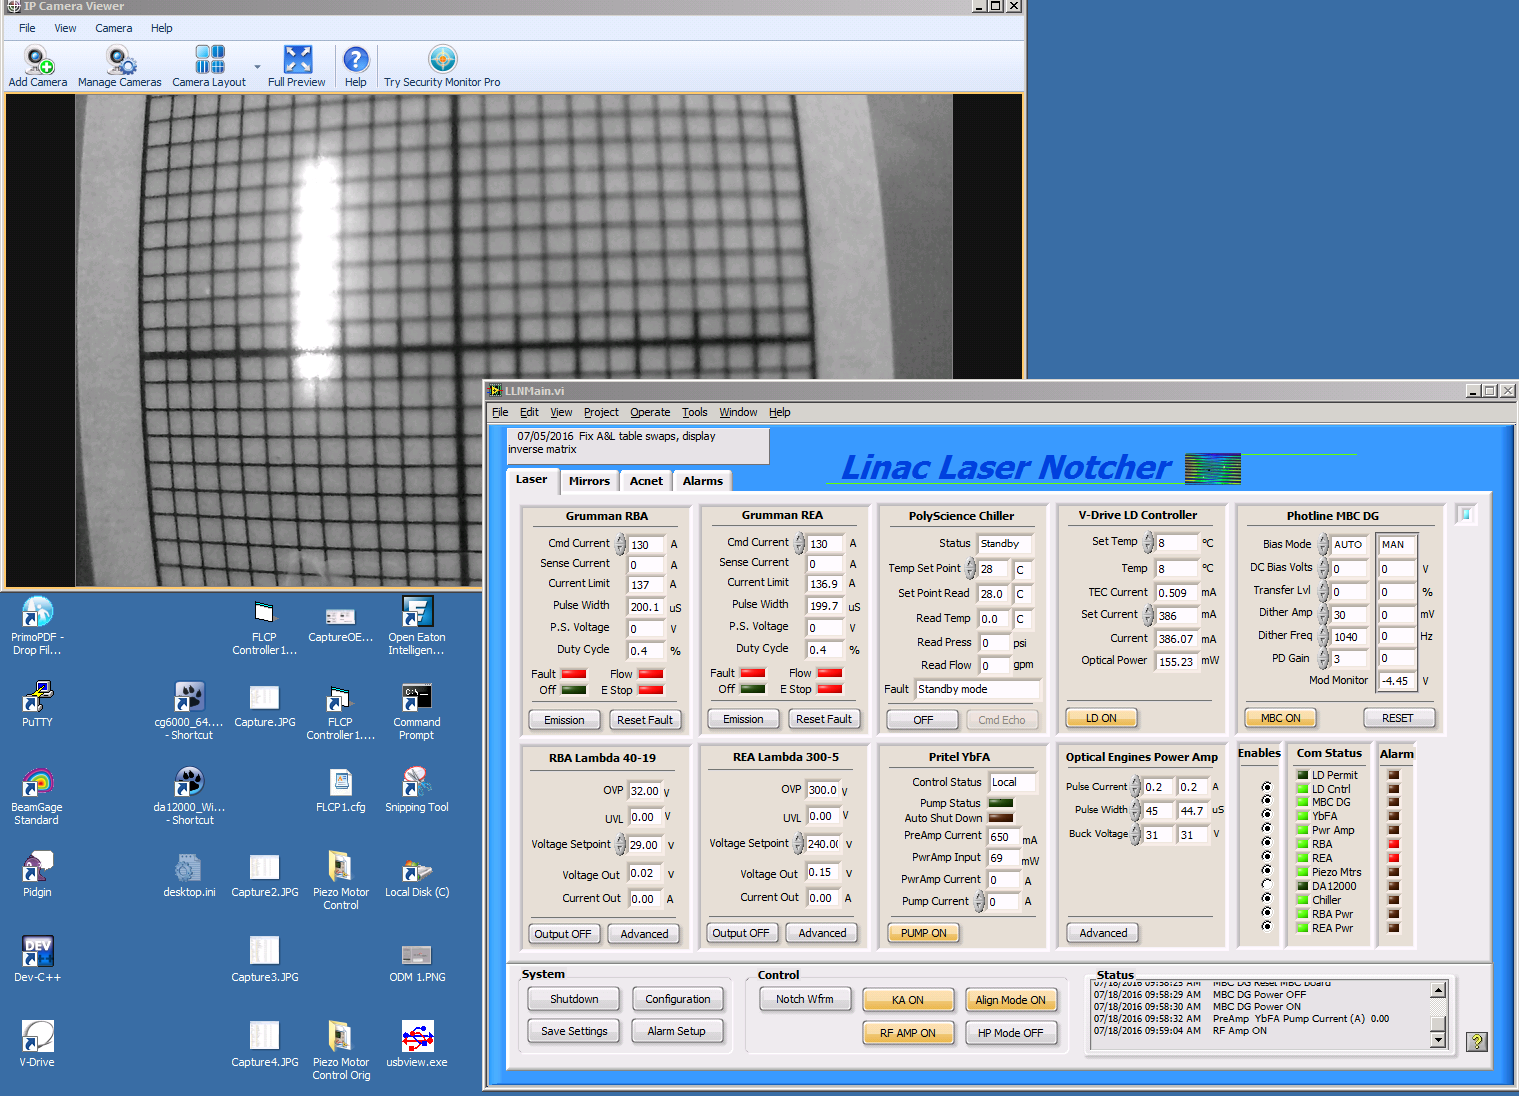 IP Camera Viewer
File View Camera Help
Add Camera Manage Cameras Camera Layout Full Preview Help Try Security Monitor Pro
PrimoPDF - Drop Fil...
FLCP Controller1...
CaptureOE...
Open Eaton Intelligen...
PuTTY
cg6000_64.... - Shortcut
Capture.JPG
FLCP Controller1....
Command Prompt
BeamGage Standard
da12000_Wi... - Shortcut
FLCP1.cfg
Snipping Tool
Pidgin
desktop.ini
Capture2.JPG
Piezo Motor Control
Local Disk (C)
DEV
Dev-C++
Capture3.JPG
ODM 1.PNG
V-Drive
Capture4.JPG
Piezo Motor Control Orig
usbview.exe
LLNMain.vi
File Edit View Project Operate Tools Window Help
07/05/2016 Fix A&L table swaps, display
inverse matrix
Linac Laser Notcher
Laser Mirrors Acnet Alarms
Grumman RBA
Cmd Current 130 A
Sense Current 0 A
Current Limit 137 A
Pulse Width 200.1 uS
P.S. Voltage 0 V
Duty Cycle 0.4 %
Fault Flow
Off E Stop
Emission Reset Fault
Grumman REA
Cmd Current 130 A
Sense Current 0 A
Current Limit 136.9 A
Pulse Width 199.7 uS
P.S. Voltage 0 V
Duty Cycle 0.4 %
Fault Flow
Off E Stop
Emission Reset Fault
PolyScience Chiller
Status Standby
Temp Set Point 28 C
Set Point Read 28.0 C
Read Temp 0.0 C
Read Press 0 psi
Read Flow 0 gpm
Fault Standby mode
OFF Cmd Echo
V-Drive LD Controller
Set Temp 8 ºC
Temp 8 ºC
TEC Current 0.509 mA
Set Current 386 mA
Current 386.07 mA
Optical Power 155.23 mW
LD ON
Photline MBC DG
Bias Mode AUTO MAN
DC Bias Volts 0 0 V
Transfer Lvl 0 0 %
Dither Amp 30 0 mV
Dither Freq 1040 0 Hz
PD Gain 3 0
Mod Monitor -4.45 V
MBC ON RESET
RBA Lambda 40-19
OVP 32.00 V
UVL 0.00 V
Voltage Setpoint 29.00 V
Voltage Out 0.02 V
Current Out 0.00 A
Output OFF Advanced
REA Lambda 300-5
OVP 300.0 V
UVL 0.00 V
Voltage Setpoint 240.0 V
Voltage Out 0.15 V
Current Out 0.00 A
Output OFF Advanced
Pritel YbFA
Control Status Local
Pump Status
Auto Shut Down
PreAmp Current 650 mA
PwrAmp Input 69 mW
PwrAmp Current 0 A
Pump Current 0 A
PUMP ON
Optical Engines Power Amp
Pulse Current 0.2 0.2 A
Pulse Width 45 44.7 uS
Buck Voltage 31 31 V
Advanced
Enables Com Status Alarm
LD Permit
LD Cntrl
MBC DG
YbFA
Pwr Amp
RBA
REA
Piezo Mtrs
DA12000
Chiller
RBA Pwr
REA Pwr
System
Shutdown Configuration
Save Settings Alarm Setup
Control
Notch Wfrm KA ON Align Mode ON
RF AMP ON HP Mode OFF
Status
07/18/2016 09:58:25 AM MBC DG Reset MBC Board
07/18/2016 09:58:29 AM MBC DG Power OFF
07/18/2016 09:58:30 AM MBC DG Power ON
07/18/2016 09:58:32 AM PreAmp YbFA Pump Current (A) 0.00
07/18/2016 09:59:04 AM RF Amp ON